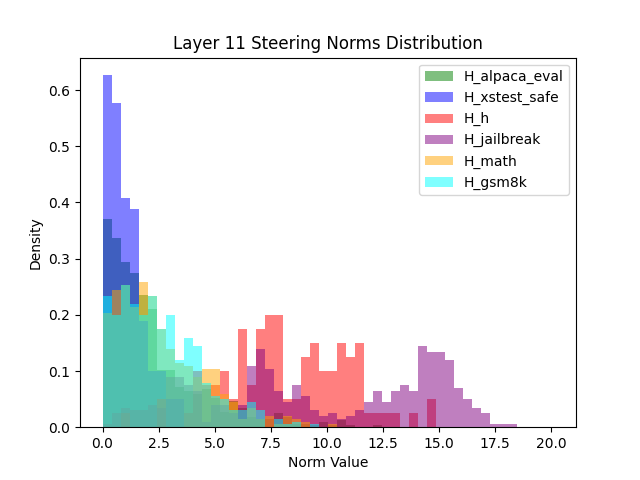 Layer 11 Steering Norms Distribution
H_alpaca_eval
H_xstest_safe
H_h
H_jailbreak
H_math
H_gsm8k
Density
0.6
0.5
0.4
0.3
0.2
0.1
0.0
0.0 2.5 5.0 7.5 10.0 12.5 15.0 17.5 20.0
Norm Value